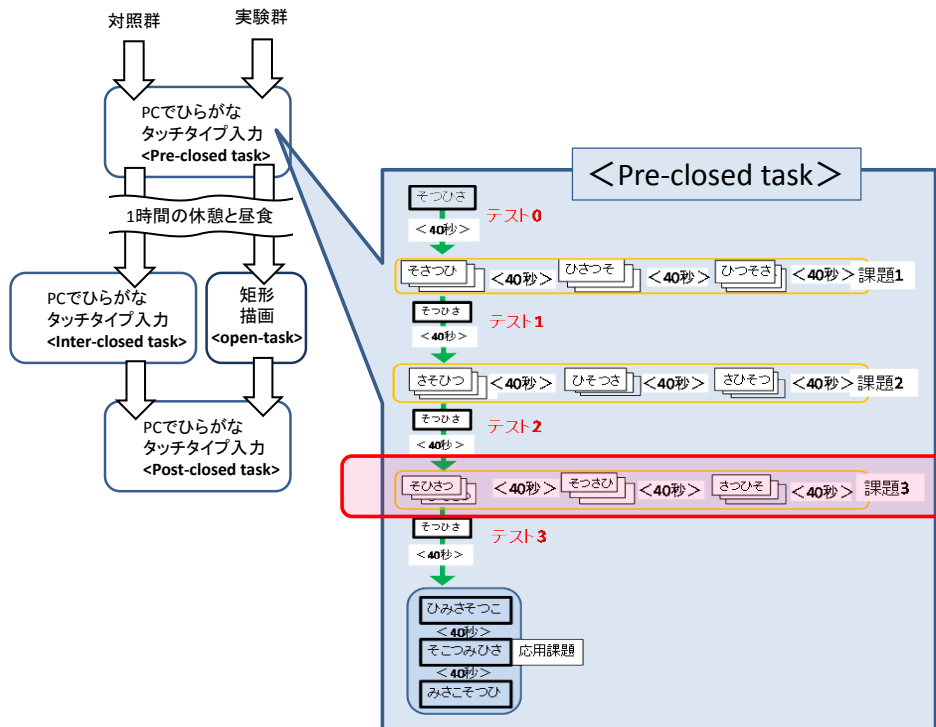 対照群
実験群
PCでひらがな
タッチタイプ入力
<Pre-closed task>
1時間の休憩と昼食
PCでひらがな
タッチタイプ入力
<Inter-closed task>
矩形
描画
<open-task>
PCでひらがな
タッチタイプ入力
<Post-closed task>
＜Pre-closed task＞
そつひさ
テスト0
＜40秒＞
そさつひ ＜40秒＞ ひさつそ ＜40秒＞ ひつそさ ＜40秒＞ 課題1
そつひさ
テスト1
＜40秒＞
さそひつ ＜40秒＞ ひそつさ ＜40秒＞ さひそつ ＜40秒＞ 課題2
そつひさ
テスト2
＜40秒＞
そひさつ ＜40秒＞ そつさひ ＜40秒＞ さつひそ ＜40秒＞ 課題3
そつひさ
テスト3
＜40秒＞
ひみさそつこ
＜40秒＞
そこつみひさ 応用課題
＜40秒＞
みさこそつひ